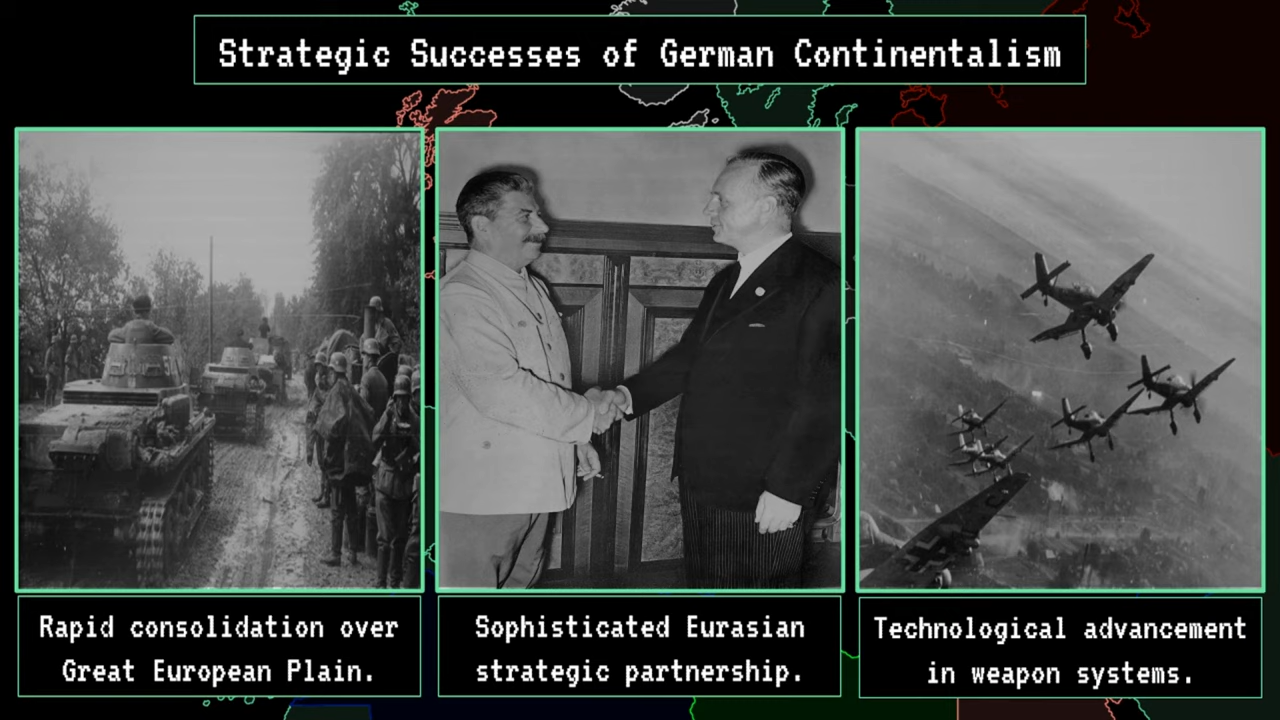 Strategic Successes of German Continentalism
Rapid consolidation over
Great European Plain.
Sophisticated Eurasian
strategic partnership.
Technological advancement
in weapon systems.